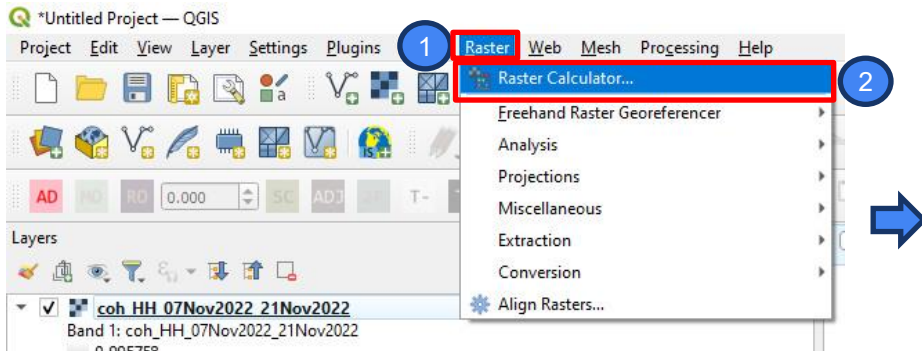 *Untitled Project — QGIS
Project Edit View Layer Settings Plugins 1 Raster Web Mesh Processing Help
Raster Calculator... 2
Freehand Raster Georeferencer
Analysis
AD RO 0.000 SC ADJ T-
Projections
Miscellaneous
Layers
Extraction
Conversion
coh_HH_07Nov2022_21Nov2022
Align Rasters...
Band 1: coh_HH_07Nov2022_21Nov2022